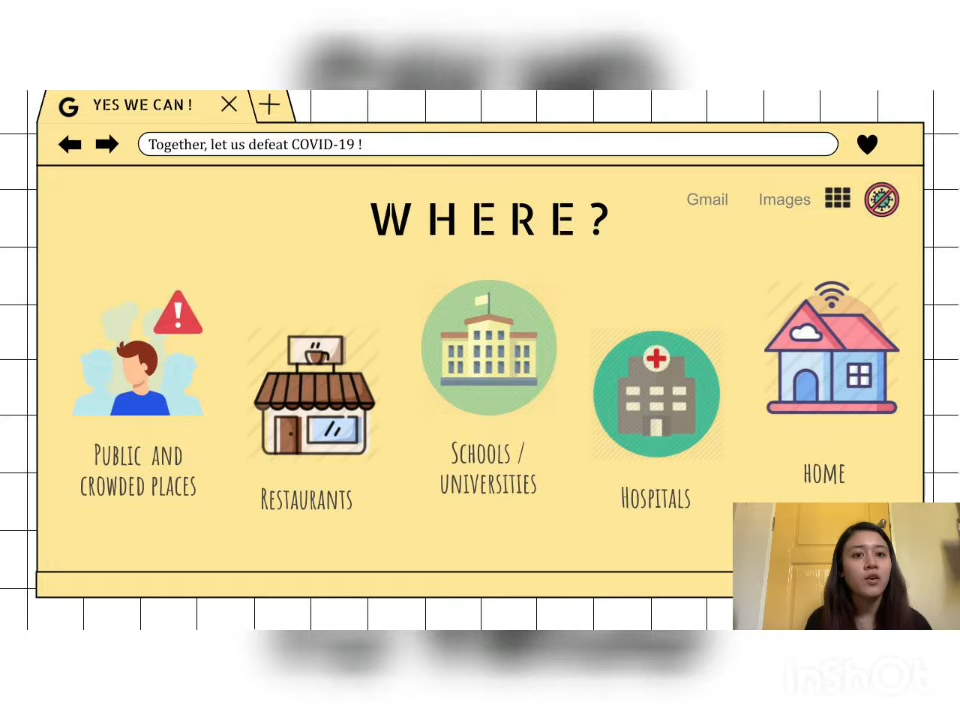 YES WE CAN !
Together, let us defeat COVID-19 !
Gmail Images
WHERE?
PUBLIC AND
CROWDED PLACES
RESTAURANTS
SCHOOLS /
UNIVERSITIES
HOSPITALS
HOME
InShOt